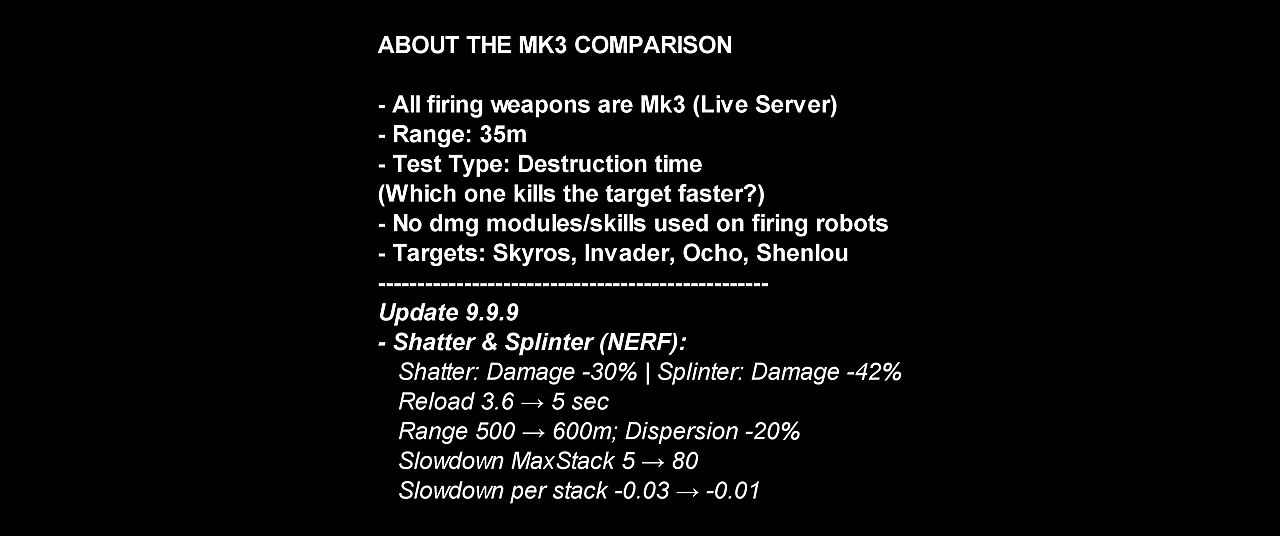 ABOUT THE MK3 COMPARISON
- All firing weapons are Mk3 (Live Server)
- Range: 35m
- Test Type: Destruction time
(Which one kills the target faster?)
- No dmg modules/skills used on firing robots
- Targets: Skyros, Invader, Ocho, Shenlou
--------------------------------------------------
Update 9.9.9
- Shatter & Splinter (NERF):
Shatter: Damage -30% | Splinter: Damage -42%
Reload 3.6 → 5 sec
Range 500 → 600m; Dispersion -20%
Slowdown MaxStack 5 → 80
Slowdown per stack -0.03 → -0.01